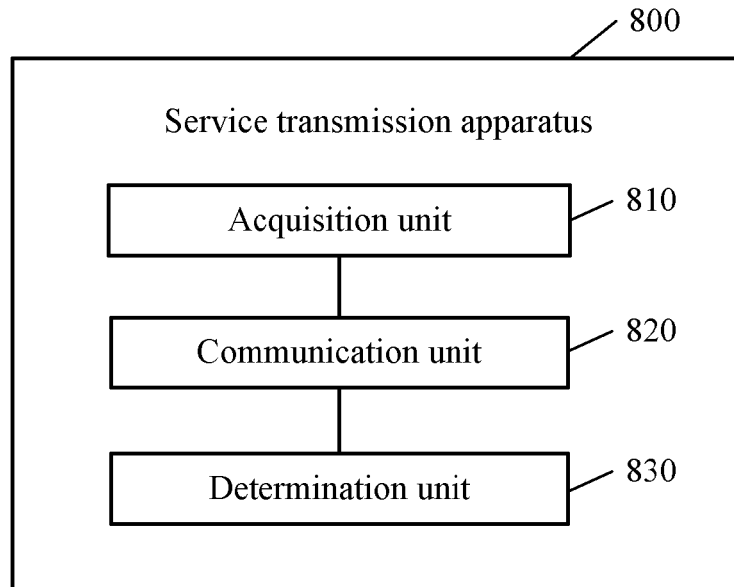 800
Service transmission apparatus
Acquisition unit
810
Communication unit
820
Determination unit
830